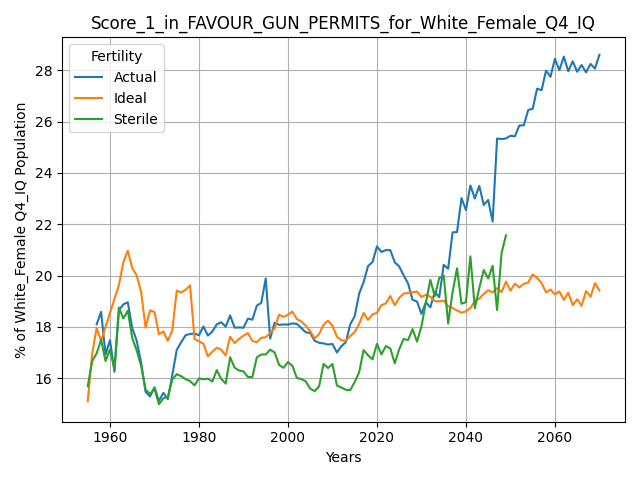 Score_1_in_FAVOUR_GUN_PERMITS_for_White_Female_Q4_IQ
Fertility
Actual
Ideal
Sterile
% of White_Female Q4_IQ Population
28
26
24
22
20
18
16
1960
1980
2000
2020
2040
2060
Years